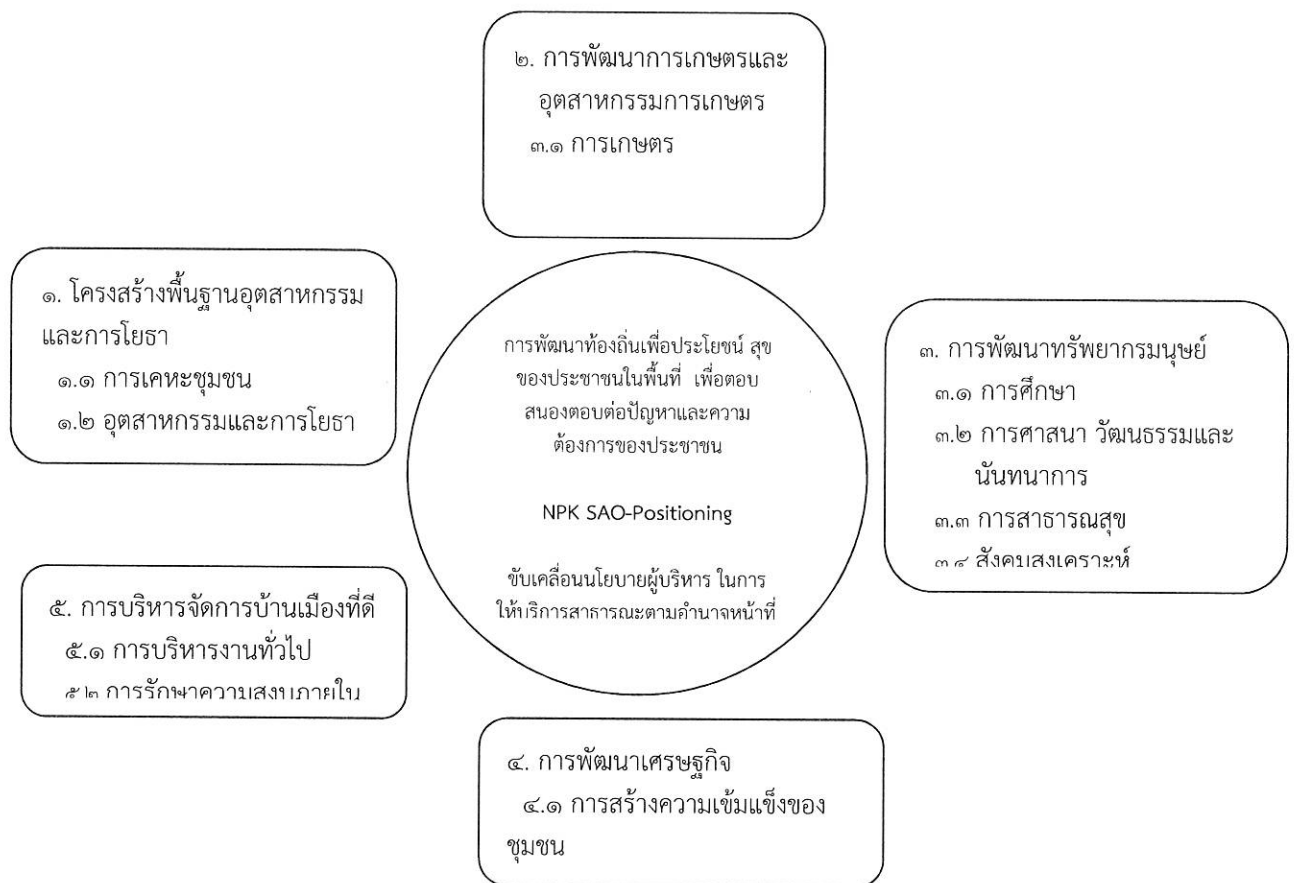 ๒. การพัฒนาการเกษตรและ
อุตสาหกรรมการเกษตร
๓.๑ การเกษตร
๑. โครงสร้างพื้นฐานอุตสาหกรรม
และการโยธา
๑.๑ การเคหะชุมชน
๑.๒ อุตสาหกรรมและการโยธา
การพัฒนาท้องถิ่นเพื่อประโยชน์ สุข
ของประชาชนในพื้นที่ เพื่อตอบ
สนองตอบต่อปัญหาและความ
ต้องการของประชาชน
NPK SAO-Positioning
ขับเคลื่อนนโยบายผู้บริหาร ในการ
ให้บริการสาธารณะตามอำนาจหน้าที่
๓. การพัฒนาทรัพยากรมนุษย์
๓.๑ การศึกษา
๓.๒ การศาสนา วัฒนธรรมและ
นันทนาการ
๓.๓ การสาธารณสุข
๓.๔ สังคมสงเคราะห์
๕. การบริหารจัดการบ้านเมืองที่ดี
๕.๑ การบริหารงานทั่วไป
๕.๒ การรักษาความสงบภายใน
๔. การพัฒนาเศรษฐกิจ
๔.๑ การสร้างความเข้มแข็งของ
ชุมชน